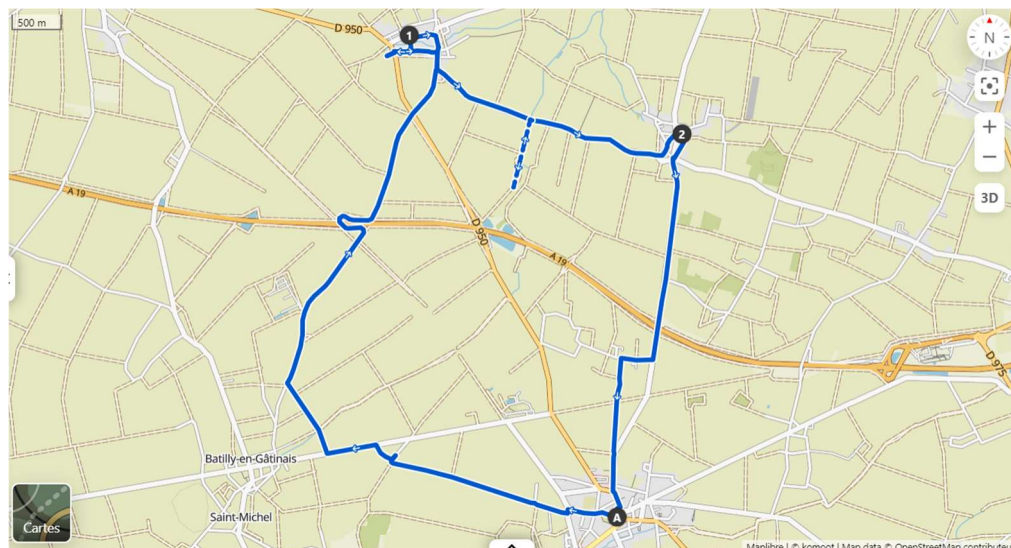 500 m
D 950
1
N
2
3D
A 19
D 950
A 19
D 975
Batilly-en-Gâtinais
Saint-Michel
A
Cartes
Maplibre | © komoot | Map data © OpenStreetMap contributeur